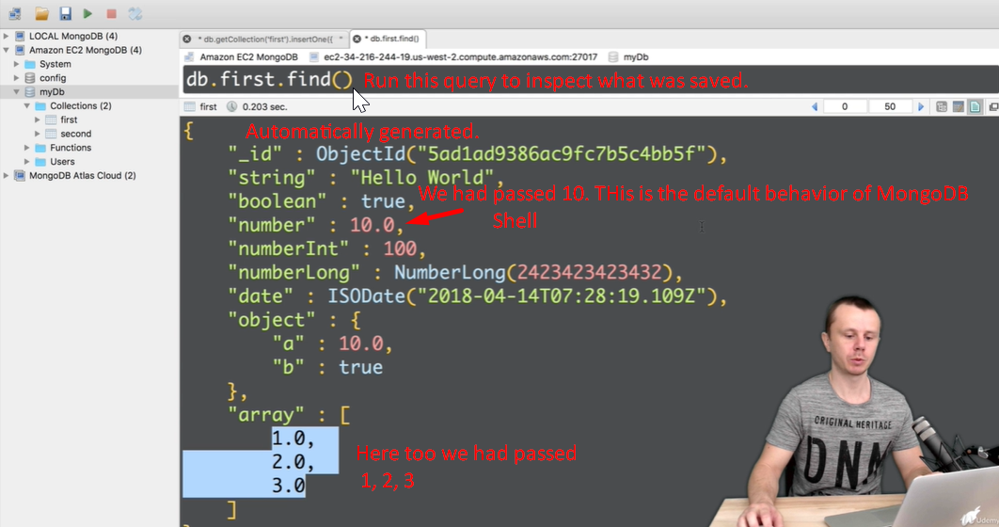 LOCAL MongoDB (4)
Amazon EC2 MongoDB (4)
System
config
myDb
Collections (2)
first
second
Functions
Users
MongoDB Atlas Cloud (2)
* db.getCollection('first').insertOne({ *
* db.first.find()
Amazon EC2 MongoDB ec2-34-216-244-19.us-west-2.compute.amazonaws.com:27017 myDb
db.first.find() Run this query to inspect what was saved.
first 0.203 sec. 0 50
{ Automatically generated.
"_id" : ObjectId("5ad1ad9386ac9fc7b5c4bb5f"),
"string" : "Hello World",
"boolean" : true, We had passed 10. THis is the default behavior of MongoDB
Shell
"number" : 10.0,
"numberInt" : 100,
"numberLong" : NumberLong(2423423423432),
"date" : ISODate("2018-04-14T07:28:19.109Z"),
"object" : {
"a" : 10.0,
"b" : true
},
"array" : [
1.0,
2.0, Here too we had passed
3.0 1, 2, 3
]
ORIGINAL HERITAGE
DNM
Udemy